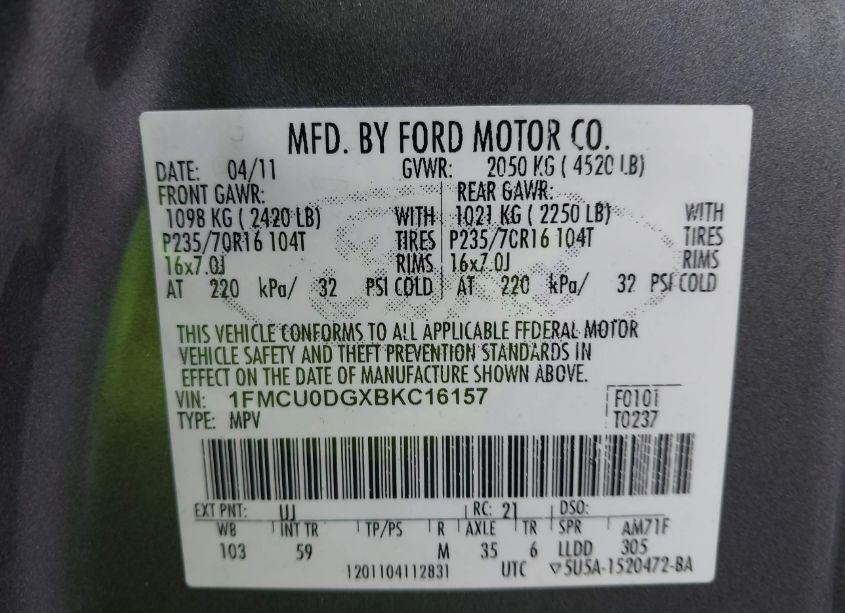 MFD. BY FORD MOTOR CO.
DATE: 04/11 GVWR: 2050 KG ( 4520 LB)
FRONT GAWR: REAR GAWR:
1098 KG ( 2420 LB) WITH 1021 KG ( 2250 LB) WITH
P235/70R16 104T TIRES P235/70R16 104T TIRES
16x7.0J RIMS 16x7.0J RIMS
AT 220 kPa/ 32 PSI COLD AT 220 kPa/ 32 PSI COLD
THIS VEHICLE CONFORMS TO ALL APPLICABLE FEDERAL MOTOR
VEHICLE SAFETY AND THEFT PREVENTION STANDARDS IN
EFFECT ON THE DATE OF MANUFACTURE SHOWN ABOVE.
VIN: 1FMCU0DGXBKC16157 F0101
TYPE: MPV T0237
EXT PNT: UJ RC: 21 DSO:
WB INT TR TP/PS R AXLE TR SPR AM71F
103 59 M 35 6 LLDD 305
1201104112831 UTC ▽5U5A-1520472-BA